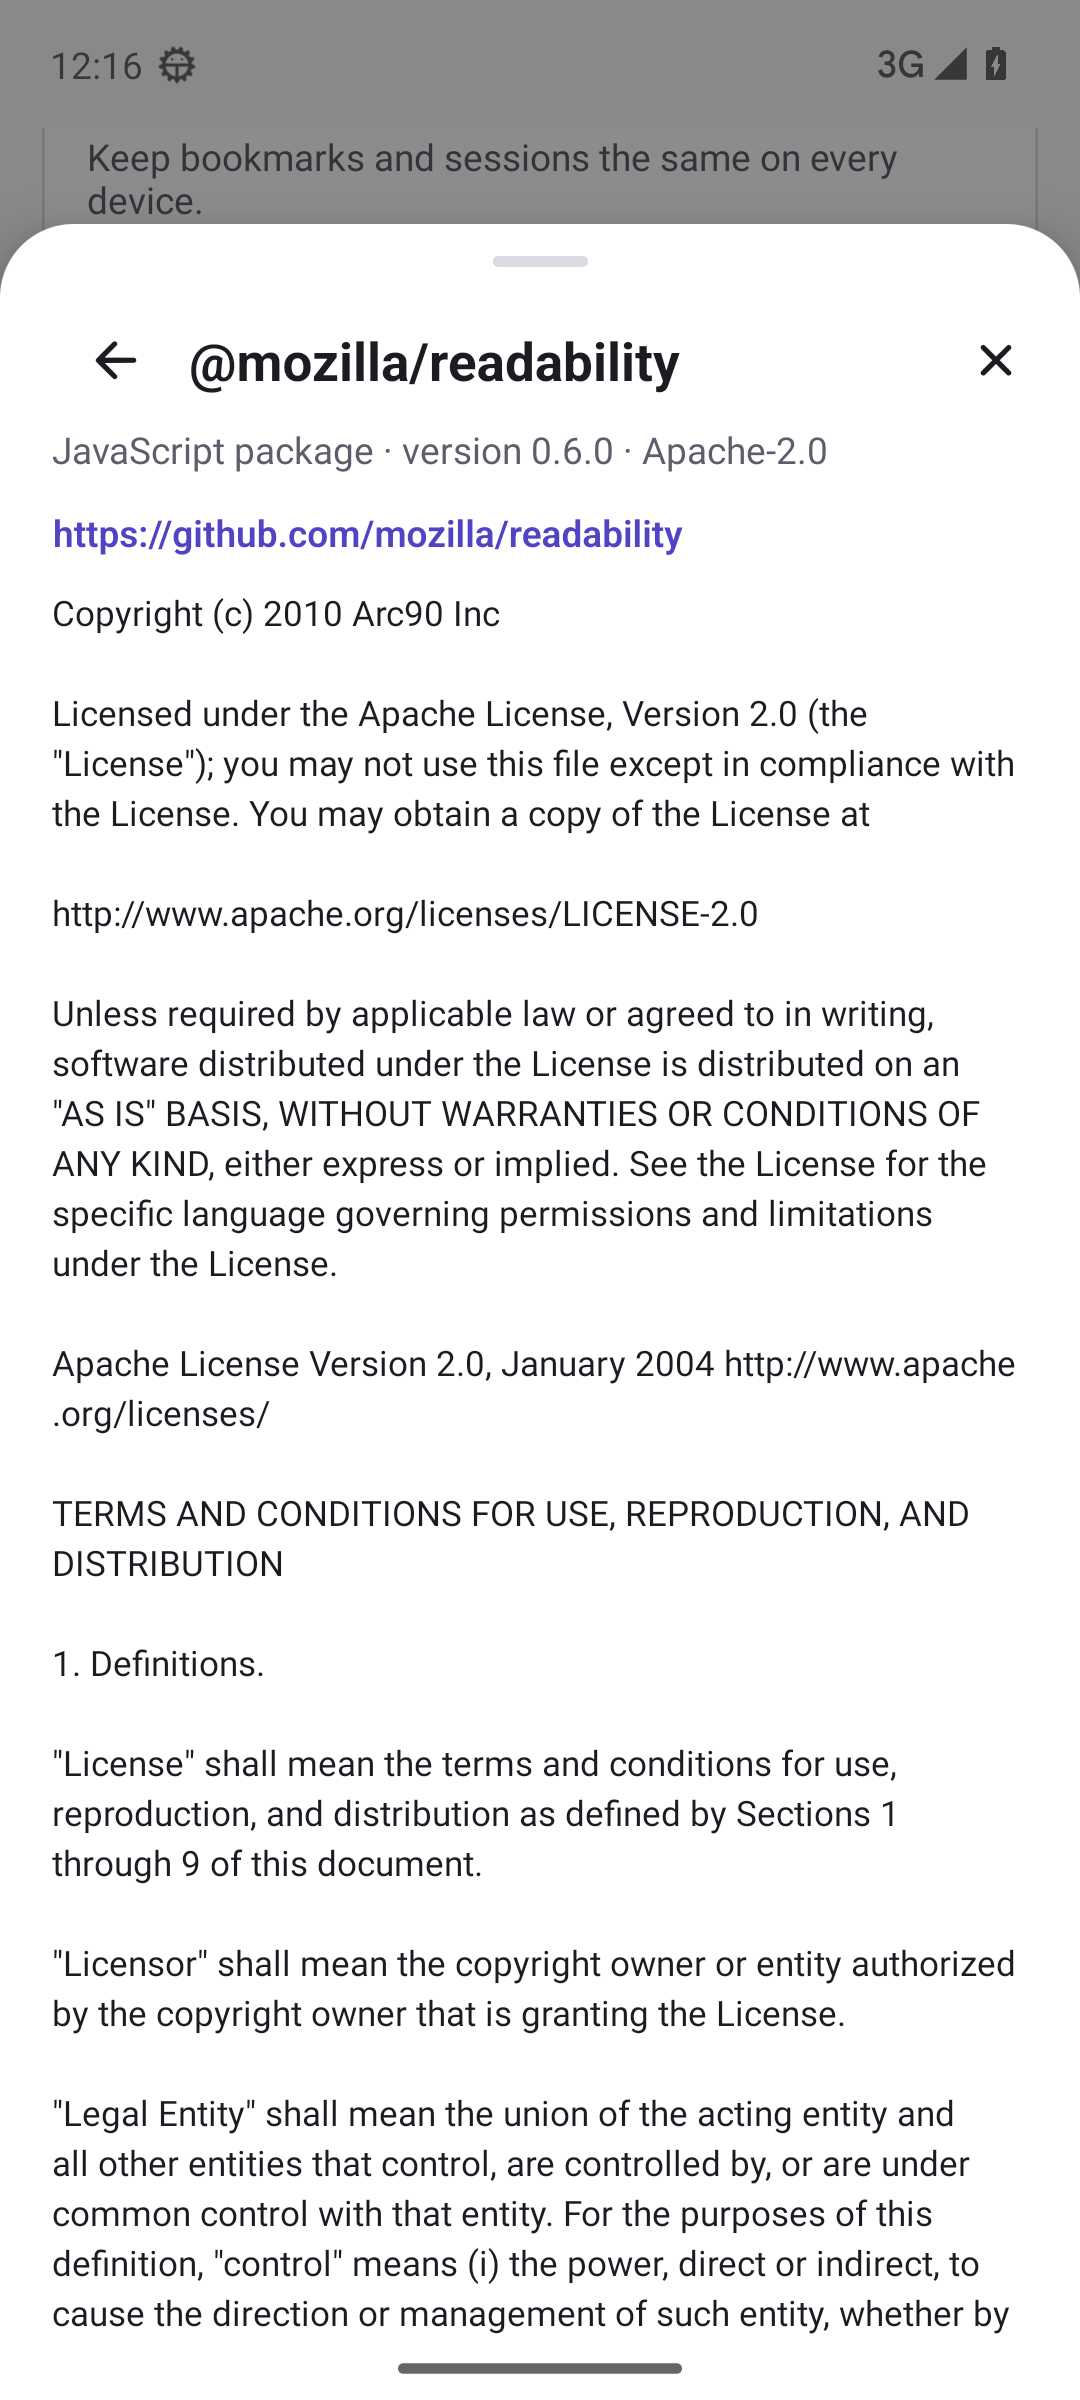 12:16
3G
Keep bookmarks and sessions the same on every
device.
@mozilla/readability
JavaScript package · version 0.6.0 · Apache-2.0
https://github.com/mozilla/readability
Copyright (c) 2010 Arc90 Inc
Licensed under the Apache License, Version 2.0 (the
"License"); you may not use this file except in compliance with
the License. You may obtain a copy of the License at
http://www.apache.org/licenses/LICENSE-2.0
Unless required by applicable law or agreed to in writing,
software distributed under the License is distributed on an
"AS IS" BASIS, WITHOUT WARRANTIES OR CONDITIONS OF
ANY KIND, either express or implied. See the License for the
specific language governing permissions and limitations
under the License.
Apache License Version 2.0, January 2004 http://www.apache
.org/licenses/
TERMS AND CONDITIONS FOR USE, REPRODUCTION, AND
DISTRIBUTION
1. Definitions.
"License" shall mean the terms and conditions for use,
reproduction, and distribution as defined by Sections 1
through 9 of this document.
"Licensor" shall mean the copyright owner or entity authorized
by the copyright owner that is granting the License.
"Legal Entity" shall mean the union of the acting entity and
all other entities that control, are controlled by, or are under
common control with that entity. For the purposes of this
definition, "control" means (i) the power, direct or indirect, to
cause the direction or management of such entity, whether by